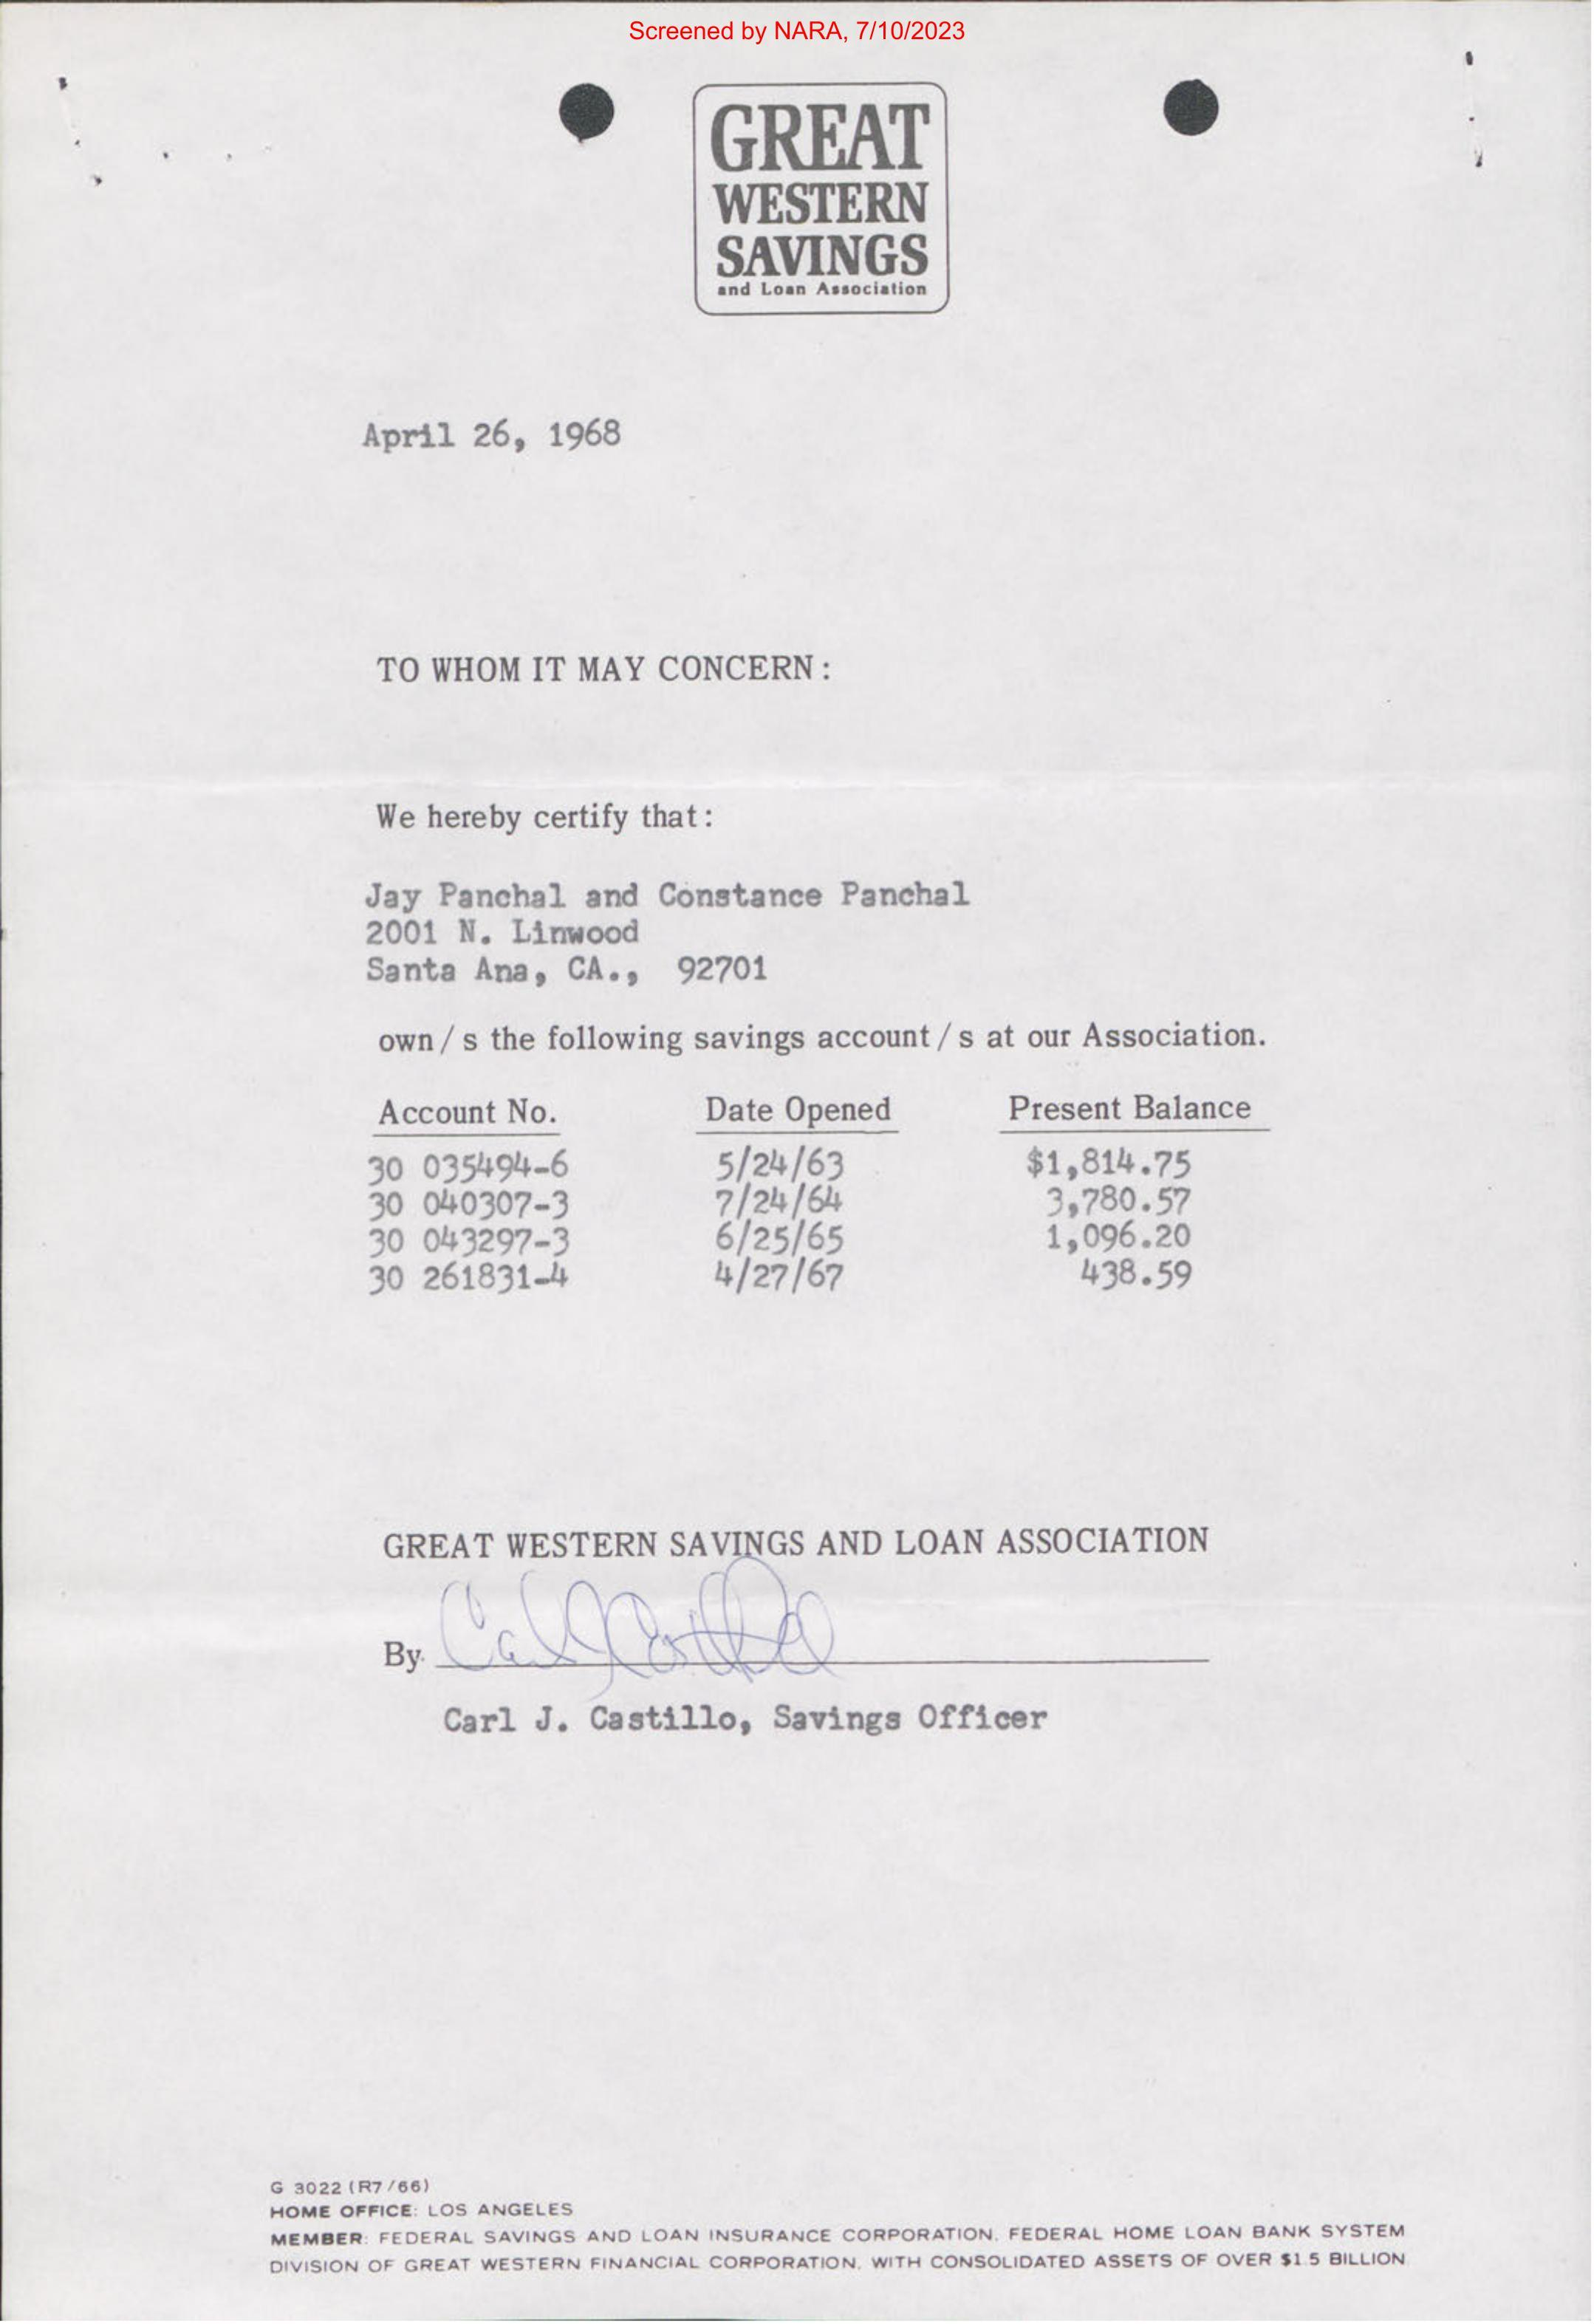 Screened by NARA, 7/10/2023
GREAT
WESTERN
SAVINGS
and Loan Association
April 26, 1968
TO WHOM IT MAY CONCERN:
We hereby certify that:
Jay Panchal and Constance Panchal
2001 N. Linwood
Santa Ana, CA., 92701
own / s the following savings account / s at our Association.
Account No. Date Opened Present Balance
30 035494-6 5/24/63 $1,814.75
30 040307-3 7/24/64 3,780.57
30 043297-3 6/25/65 1,096.20
30 261831-4 4/27/67 438.59
GREAT WESTERN SAVINGS AND LOAN ASSOCIATION
By Carl J Castillo
Carl J. Castillo, Savings Officer
G 3022 (R7/66)
HOME OFFICE: LOS ANGELES
MEMBER: FEDERAL SAVINGS AND LOAN INSURANCE CORPORATION. FEDERAL HOME LOAN BANK SYSTEM
DIVISION OF GREAT WESTERN FINANCIAL CORPORATION. WITH CONSOLIDATED ASSETS OF OVER $1.5 BILLION